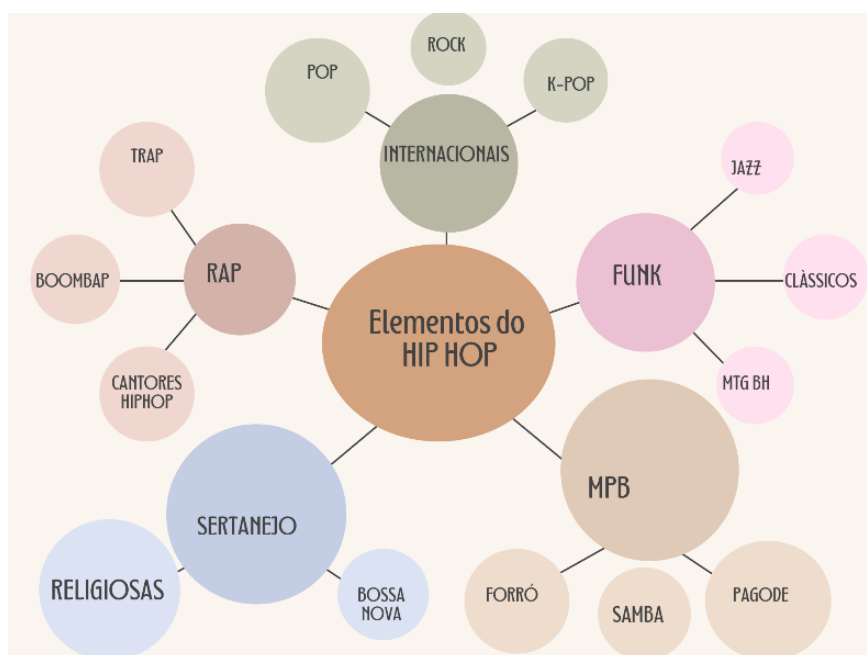 ROCK
POP
K-POP
INTERNACIONAIS
TRAP
JAZZ
BOOMBAP
RAP
FUNK
CLÀSSICOS
Elementos do
HIP HOP
CANTORES
HIPHOP
MTG BH
MPB
SERTANEJO
RELIGIOSAS
BOSSA
NOVA
FORRÓ
SAMBA
PAGODE